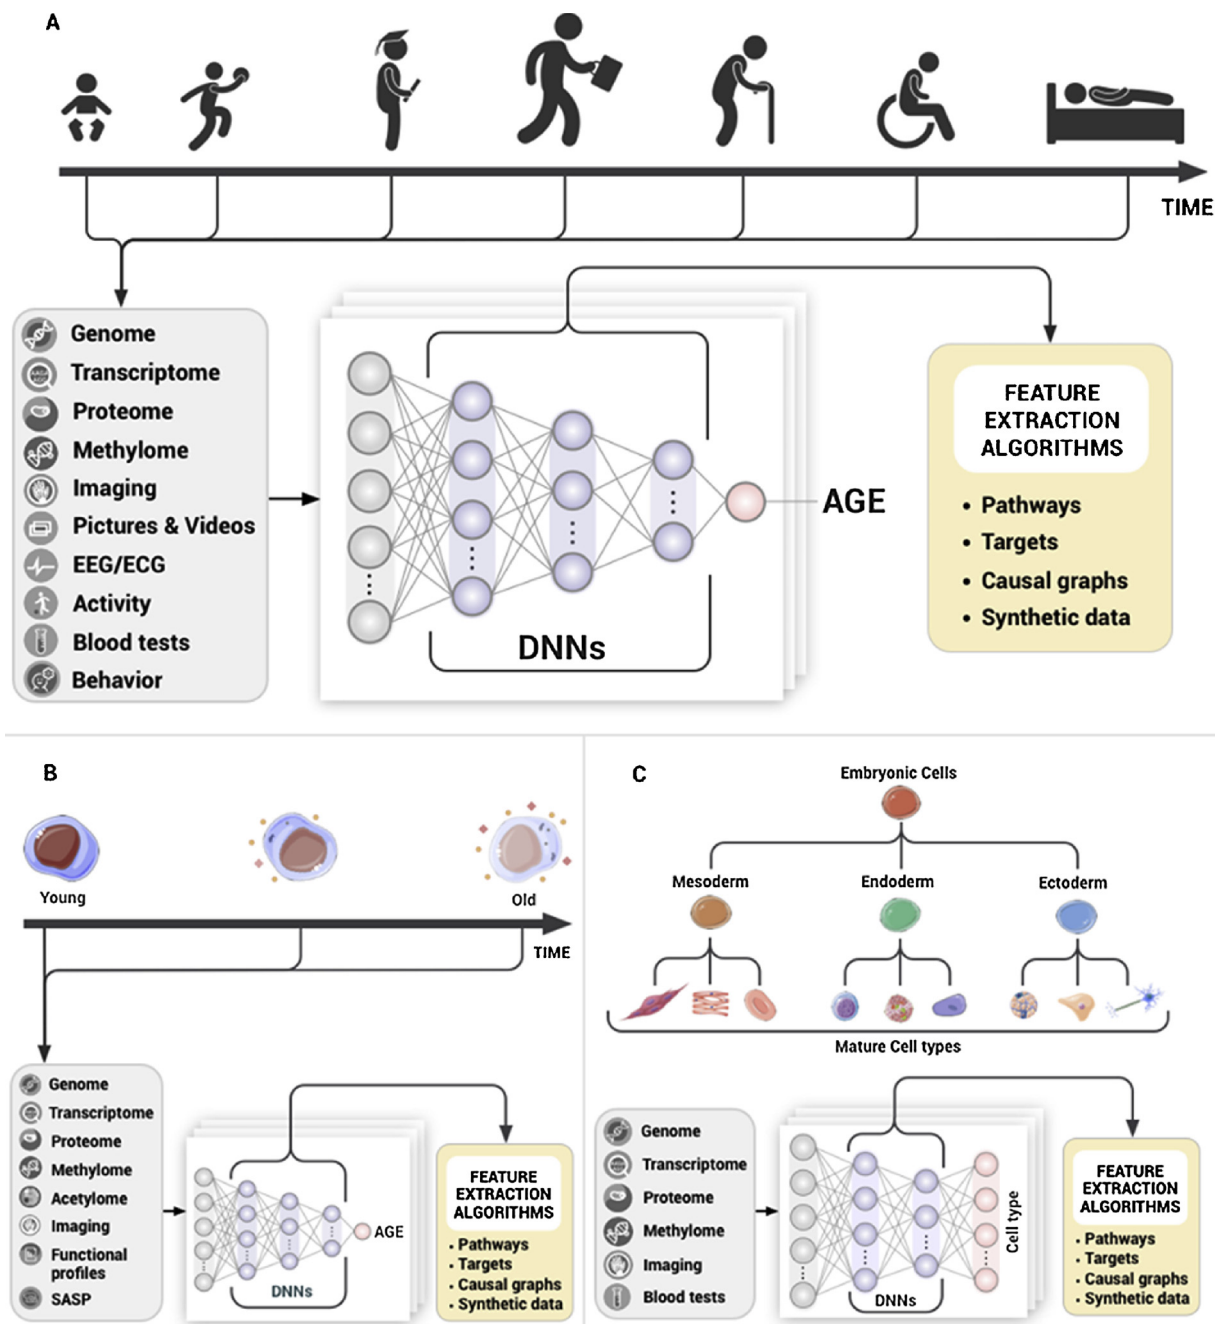 A
TIME
Genome
Transcriptome
Proteome
Methylome
Imaging
Pictures & Videos
EEG/ECG
Activity
Blood tests
Behavior
DNNs
AGE
FEATURE
EXTRACTION
ALGORITHMS
• Pathways
• Targets
• Causal graphs
• Synthetic data
B
Young
Old
TIME
Genome
Transcriptome
Proteome
Methylome
Acetylome
Imaging
Functional
profiles
SASP
DNNs
AGE
FEATURE
EXTRACTION
ALGORITHMS
• Pathways
• Targets
• Causal graphs
• Synthetic data
C
Embryonic Cells
Mesoderm
Endoderm
Ectoderm
Mature Cell types
Genome
Transcriptome
Proteome
Methylome
Imaging
Blood tests
DNNs
Cell type
FEATURE
EXTRACTION
ALGORITHMS
• Pathways
• Targets
• Causal graphs
• Synthetic data